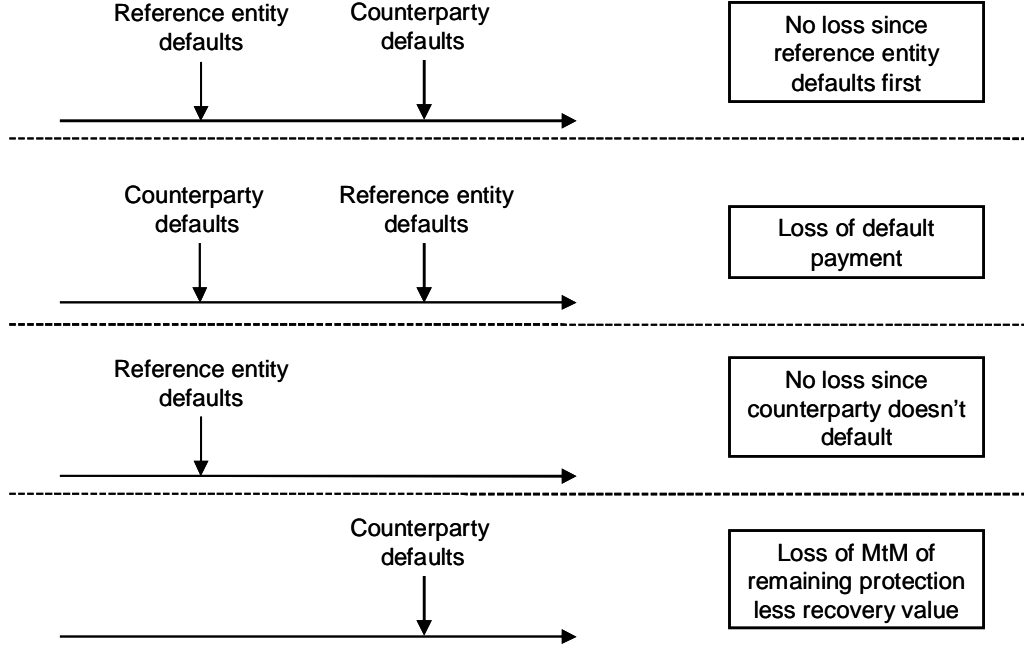 Reference entity
defaults
Counterparty
defaults
No loss since
reference entity
defaults first
Counterparty
defaults
Reference entity
defaults
Loss of default
payment
Reference entity
defaults
No loss since
counterparty doesn’t
default
Counterparty
defaults
Loss of MtM of
remaining protection
less recovery value